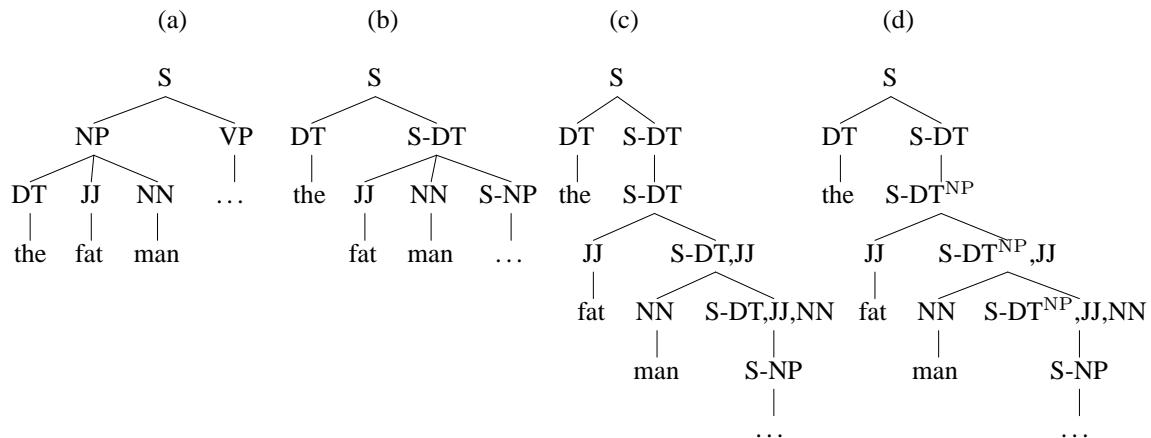 (a) (b) (c) (d)
S S S S
NP VP DT S-DT DT S-DT DT S-DT
DT JJ NN ... the JJ NN S-NP the S-DT the S-DT^NP
the fat man fat man ... JJ S-DT,JJ JJ S-DT^NP,JJ
fat NN S-DT,JJ,NN fat NN S-DT^NP,JJ,NN
man S-NP man S-NP
... ...